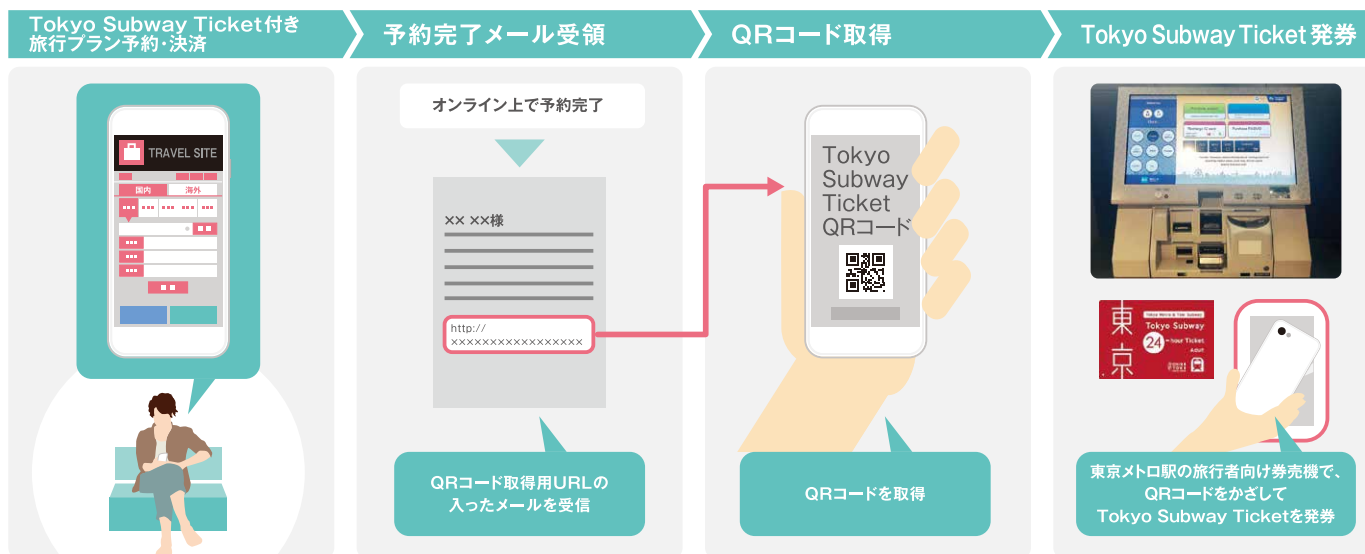 Tokyo Subway Ticket付き
旅行プラン予約・決済
予約完了メール受領
QRコード取得
Tokyo Subway Ticket 発券
TRAVEL SITE
国内 海外
オンライン上で予約完了
×× ××様
http://
×××××××××××××××××
QRコード取得用URLの
入ったメールを受信
Tokyo
Subway
Ticket
QRコード
QRコードを取得
東京
Tokyo Subway
24-hour Ticket
ADULT
東京メトロ駅の旅行者向け券売機で、
QRコードをかざして
Tokyo Subway Ticketを発券